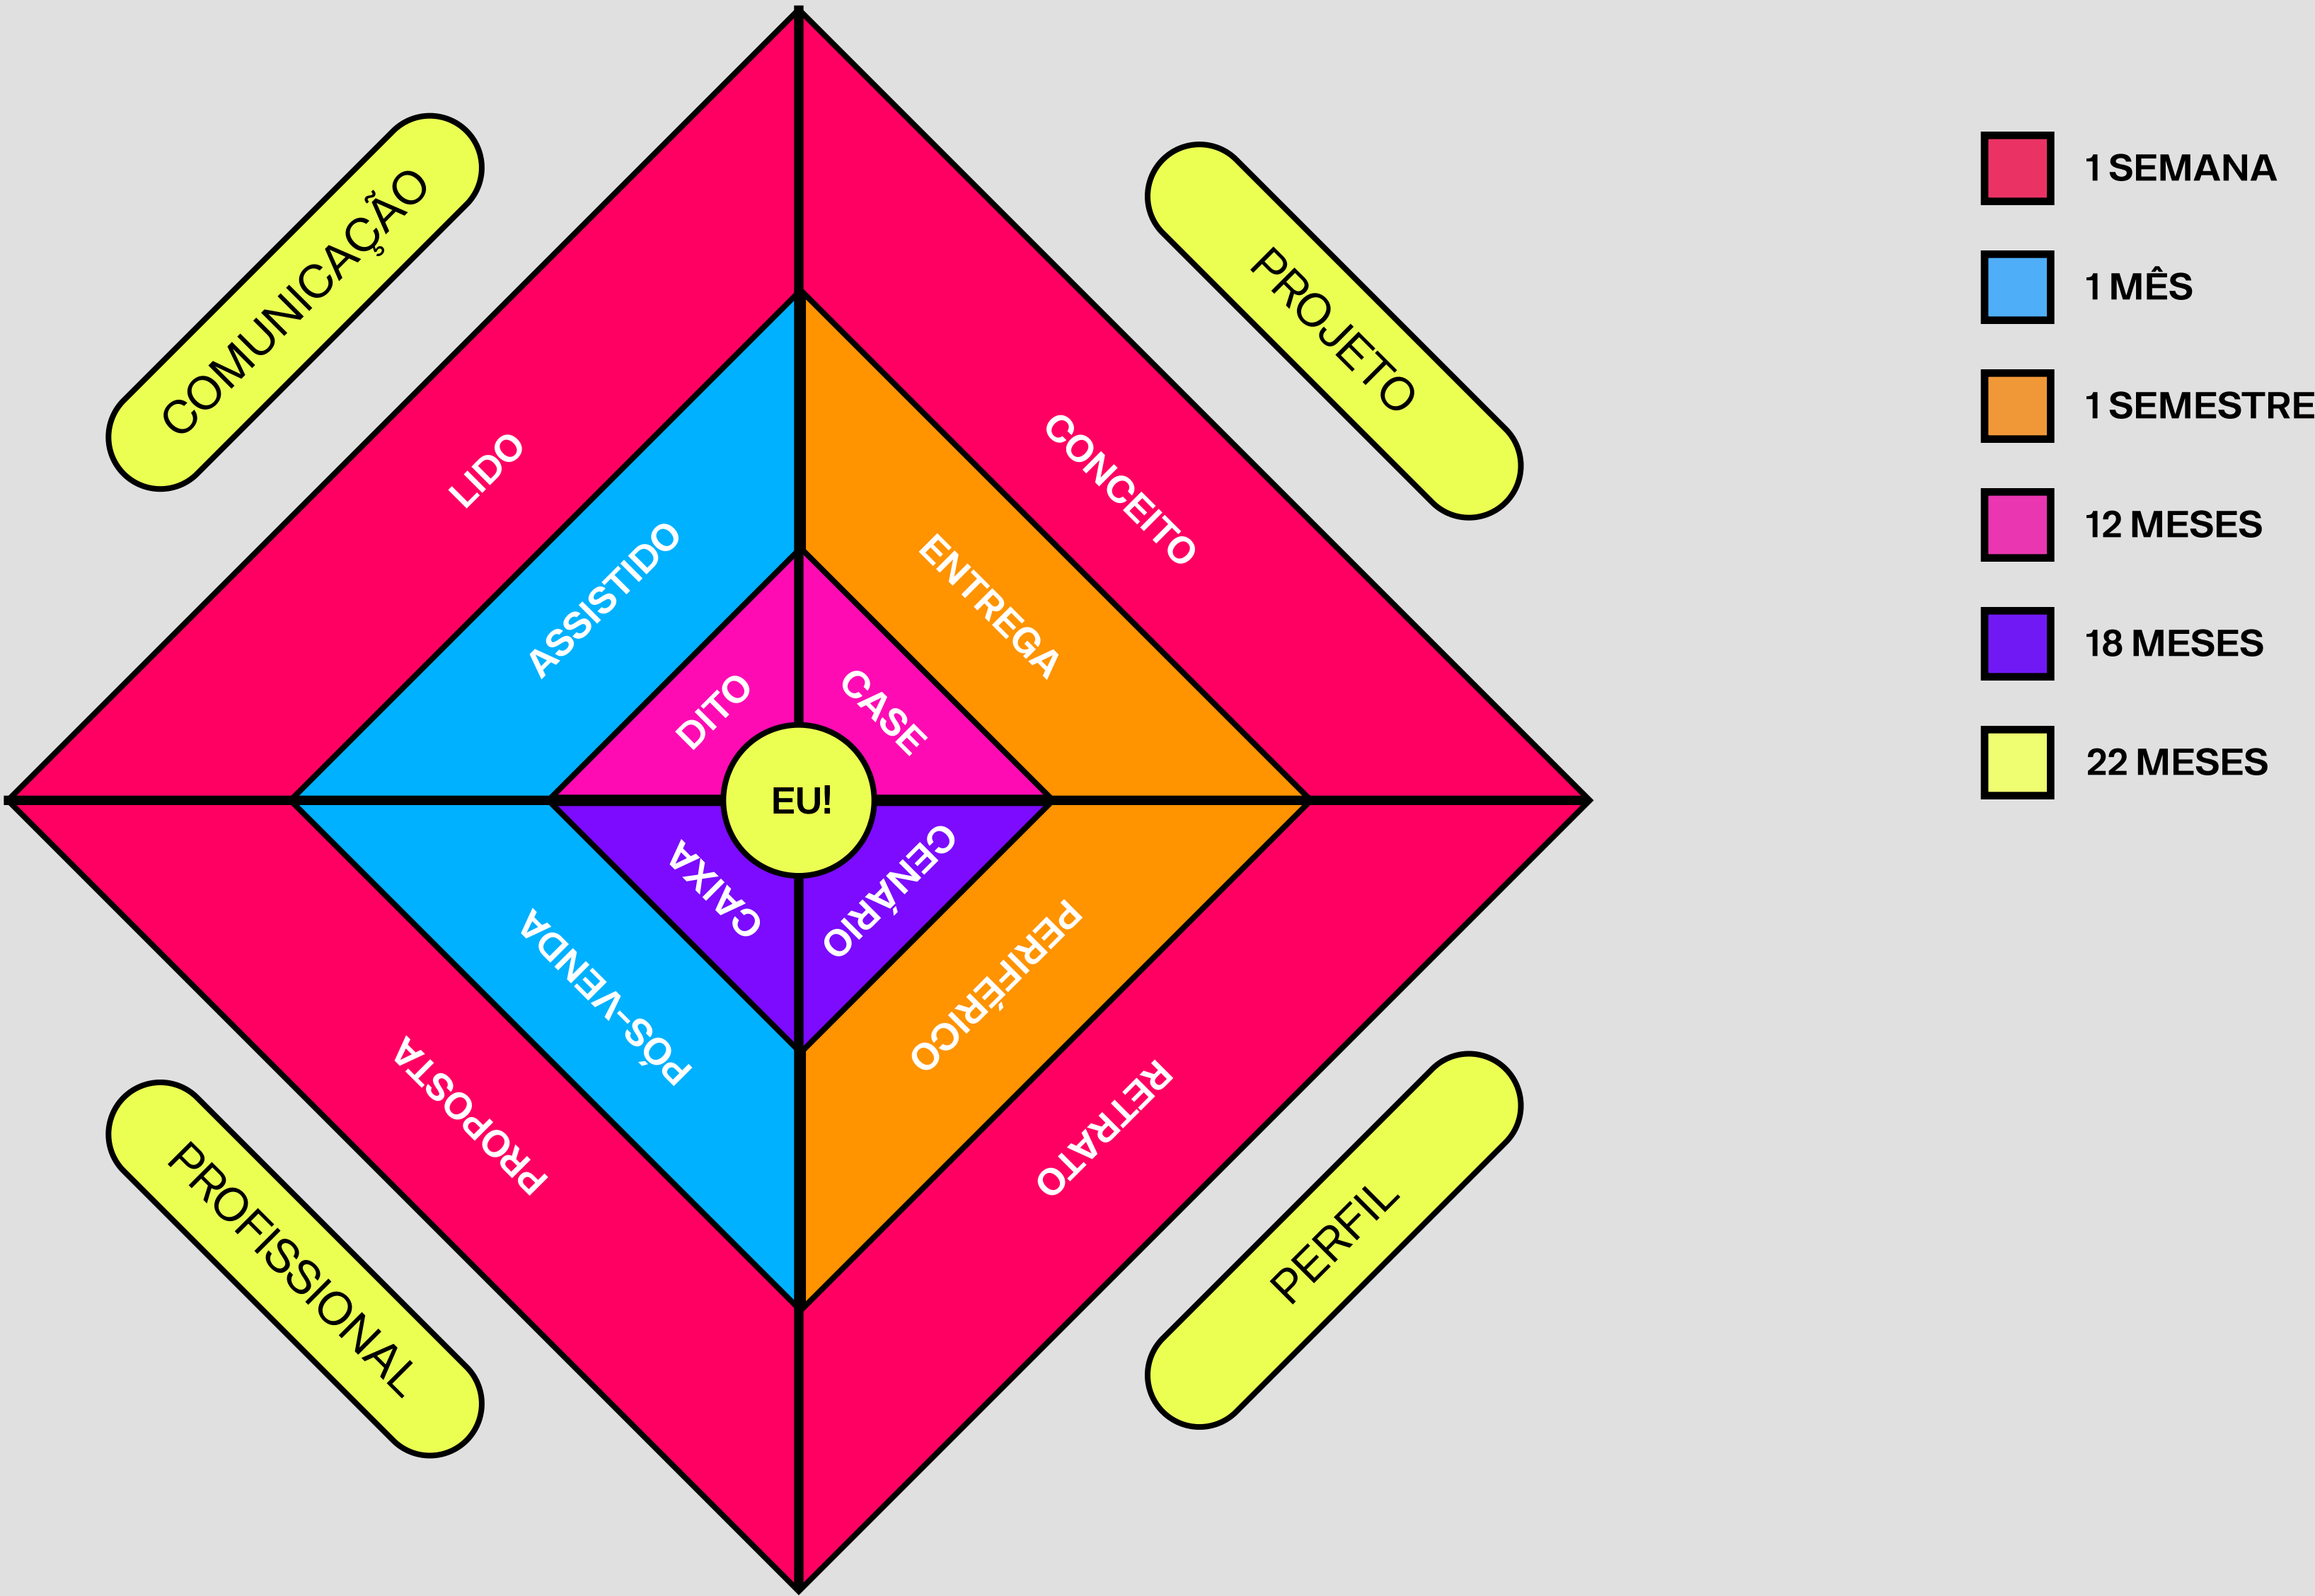 COMUNICAÇÃO
PROJETO
LIDO
CONCEITO
ASSISTIDO
ENTREGA
DITO
CASE
EU!
CAIXA
CENÁRIO
PÓS-VENDA
PERIFÉRICO
PROPOSTA
RETRATO
PROFISSIONAL
PERFIL
1 SEMANA
1 MÊS
1 SEMESTRE
12 MESES
18 MESES
22 MESES